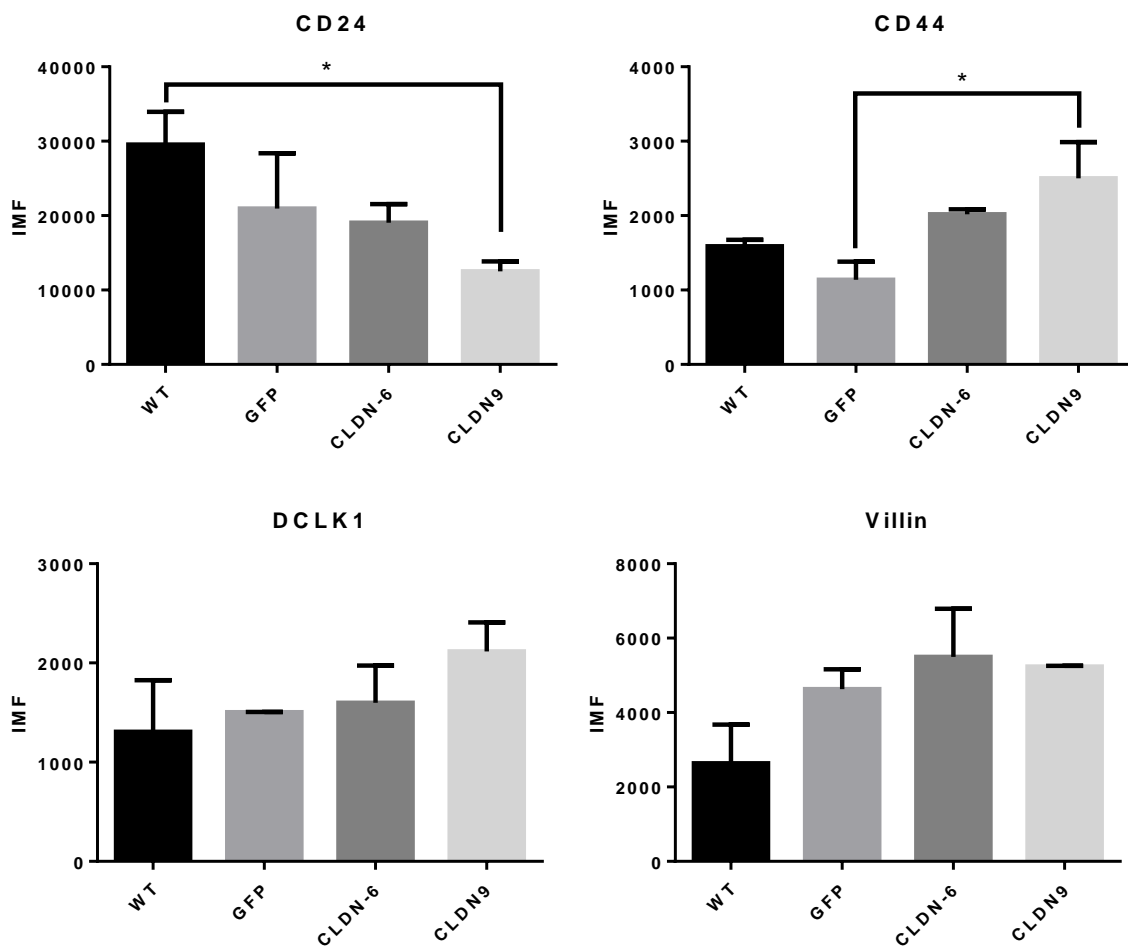 CD24
*
40000
30000
20000
10000
0
IMF
WT
GFP
CLDN-6
CLDN9
CD44
*
4000
3000
2000
1000
0
IMF
WT
GFP
CLDN-6
CLDN9
DCLK1
3000
2000
1000
0
IMF
WT
GFP
CLDN-6
CLDN9
Villin
8000
6000
4000
2000
0
IMF
WT
GFP
CLDN-6
CLDN9